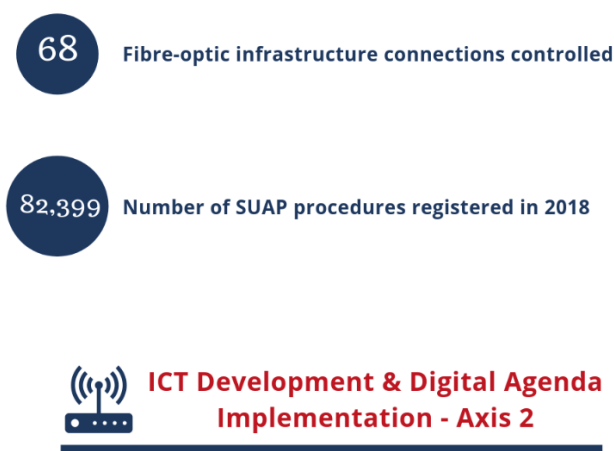 68
Fibre-optic infrastructure connections controlled
82,399
Number of SUAP procedures registered in 2018
ICT Development & Digital Agenda
Implementation - Axis 2